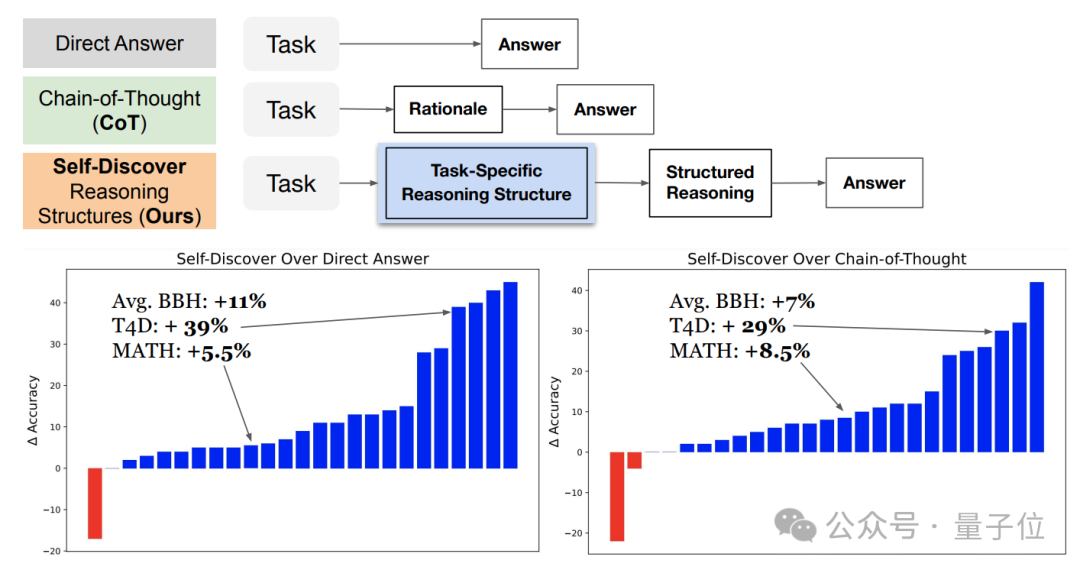 Direct Answer
Task
Answer
Chain-of-Thought
(CoT)
Task
Rationale
Answer
Self-Discover
Reasoning
Structures (Ours)
Task
Task-Specific
Reasoning Structure
Structured
Reasoning
Answer
Self-Discover Over Direct Answer
Avg. BBH: +11%
T4D: + 39%
MATH: +5.5%
Δ Accuracy
40
30
20
10
0
−10
−20
Self-Discover Over Chain-of-Thought
Avg. BBH: +7%
T4D: + 29%
MATH: +8.5%
Δ Accuracy
40
30
20
10
0
−10
−20
公众号 · 量子位